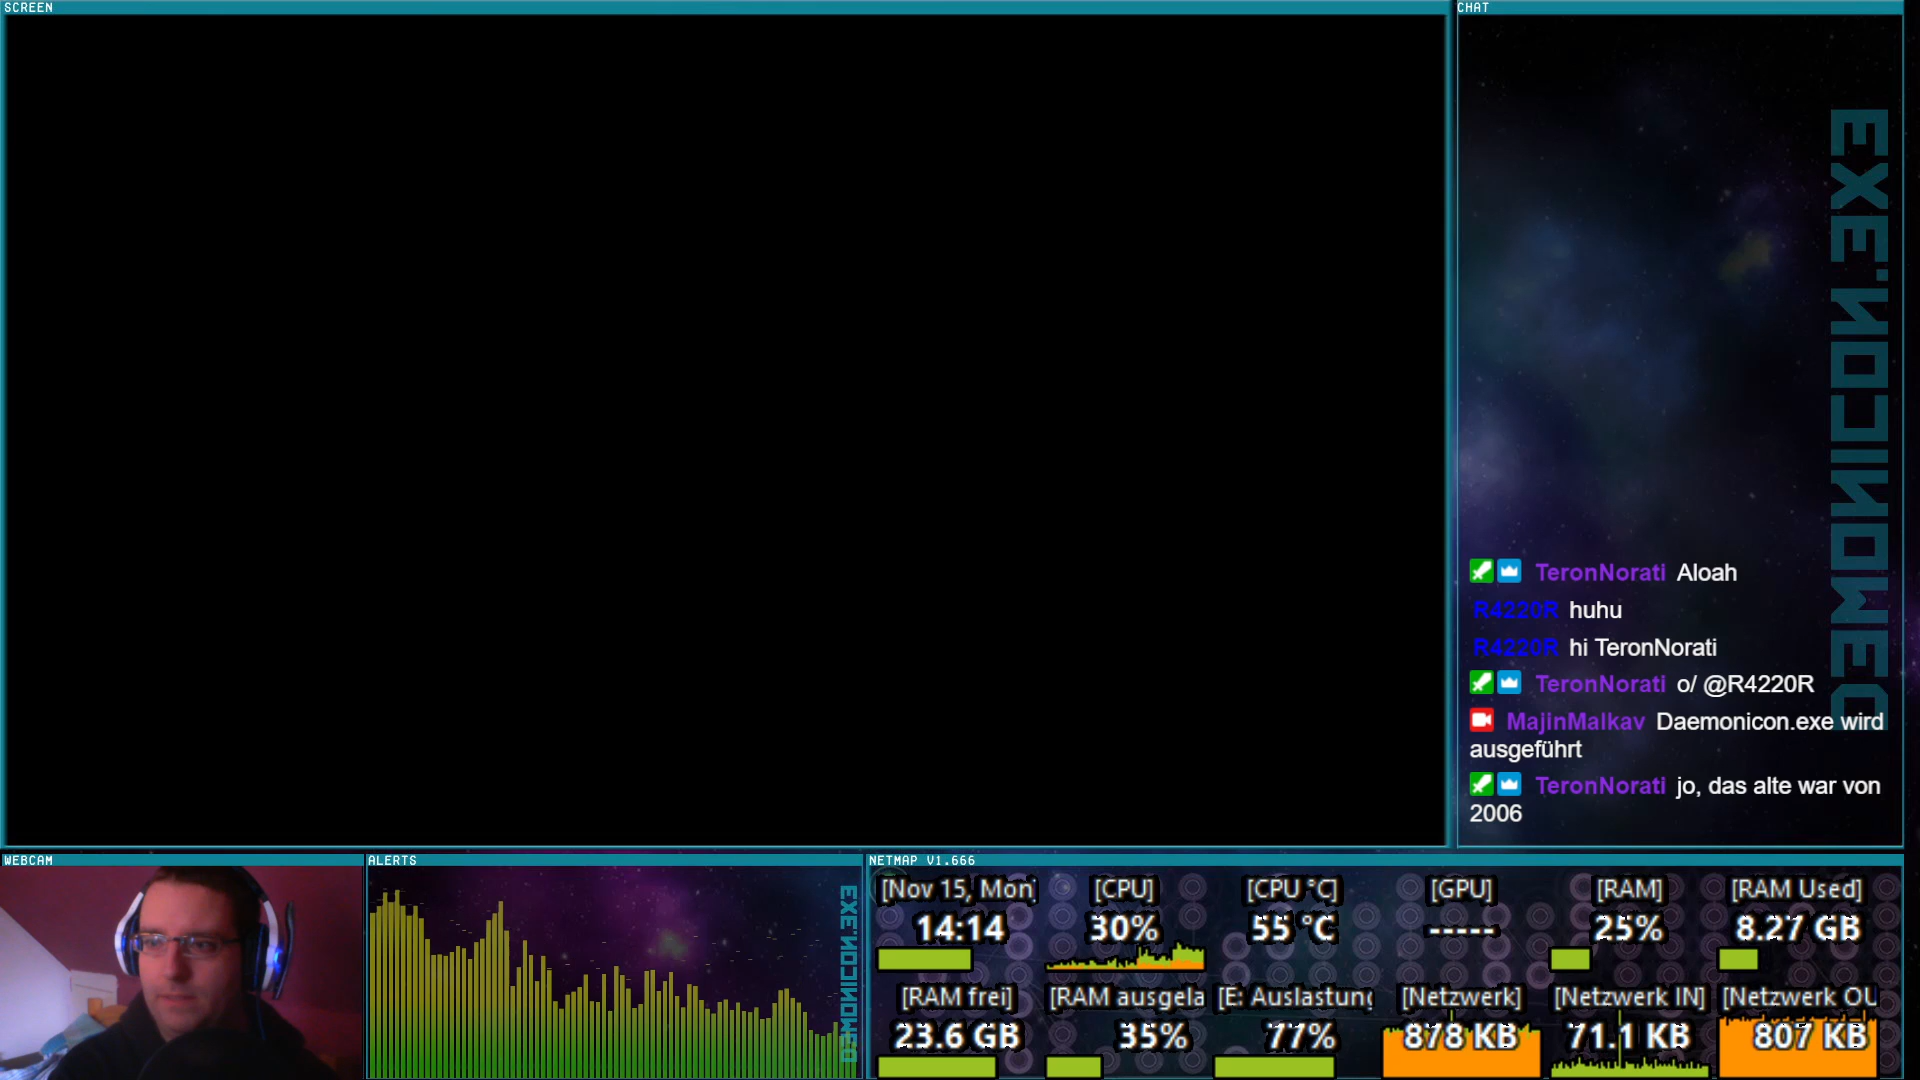 SCREEN
CHAT
TeronNorati Aloah
R4220R huhu
R4220R hi TeronNorati
TeronNorati o/ @R4220R
MajinMalkav Daemonicon.exe wird
ausgeführt
TeronNorati jo, das alte war von
2006
WEBCAM
ALERTS
NETMAP V1.666
[Nov 15, Mon] [CPU] [CPU °C] [GPU] [RAM] [RAM Used]
14:14 30% 55 °C ----- 25% 8.27 GB
[RAM frei] [RAM ausgela [E: Auslastung [Netzwerk] [Netzwerk IN] [Netzwerk OU
23.6 GB 35% 77% 878 KB 71.1 KB 807 KB